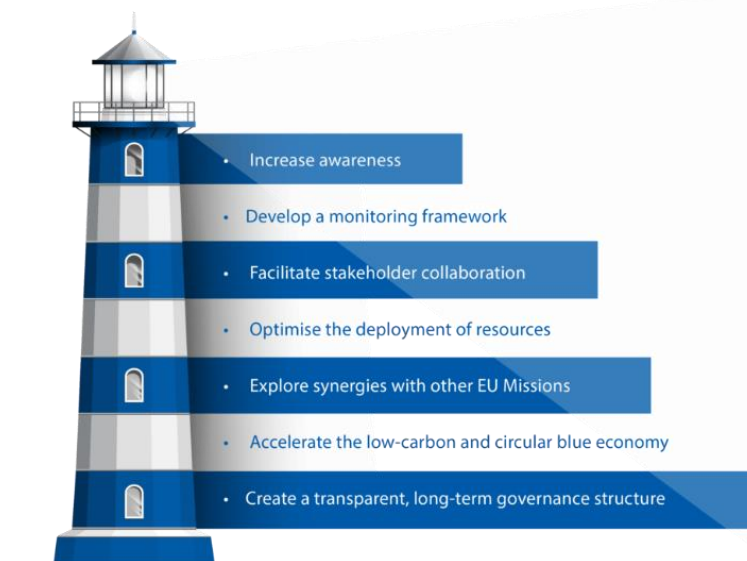 • Increase awareness
• Develop a monitoring framework
• Facilitate stakeholder collaboration
• Optimise the deployment of resources
• Explore synergies with other EU Missions
• Accelerate the low-carbon and circular blue economy
• Create a transparent, long-term governance structure